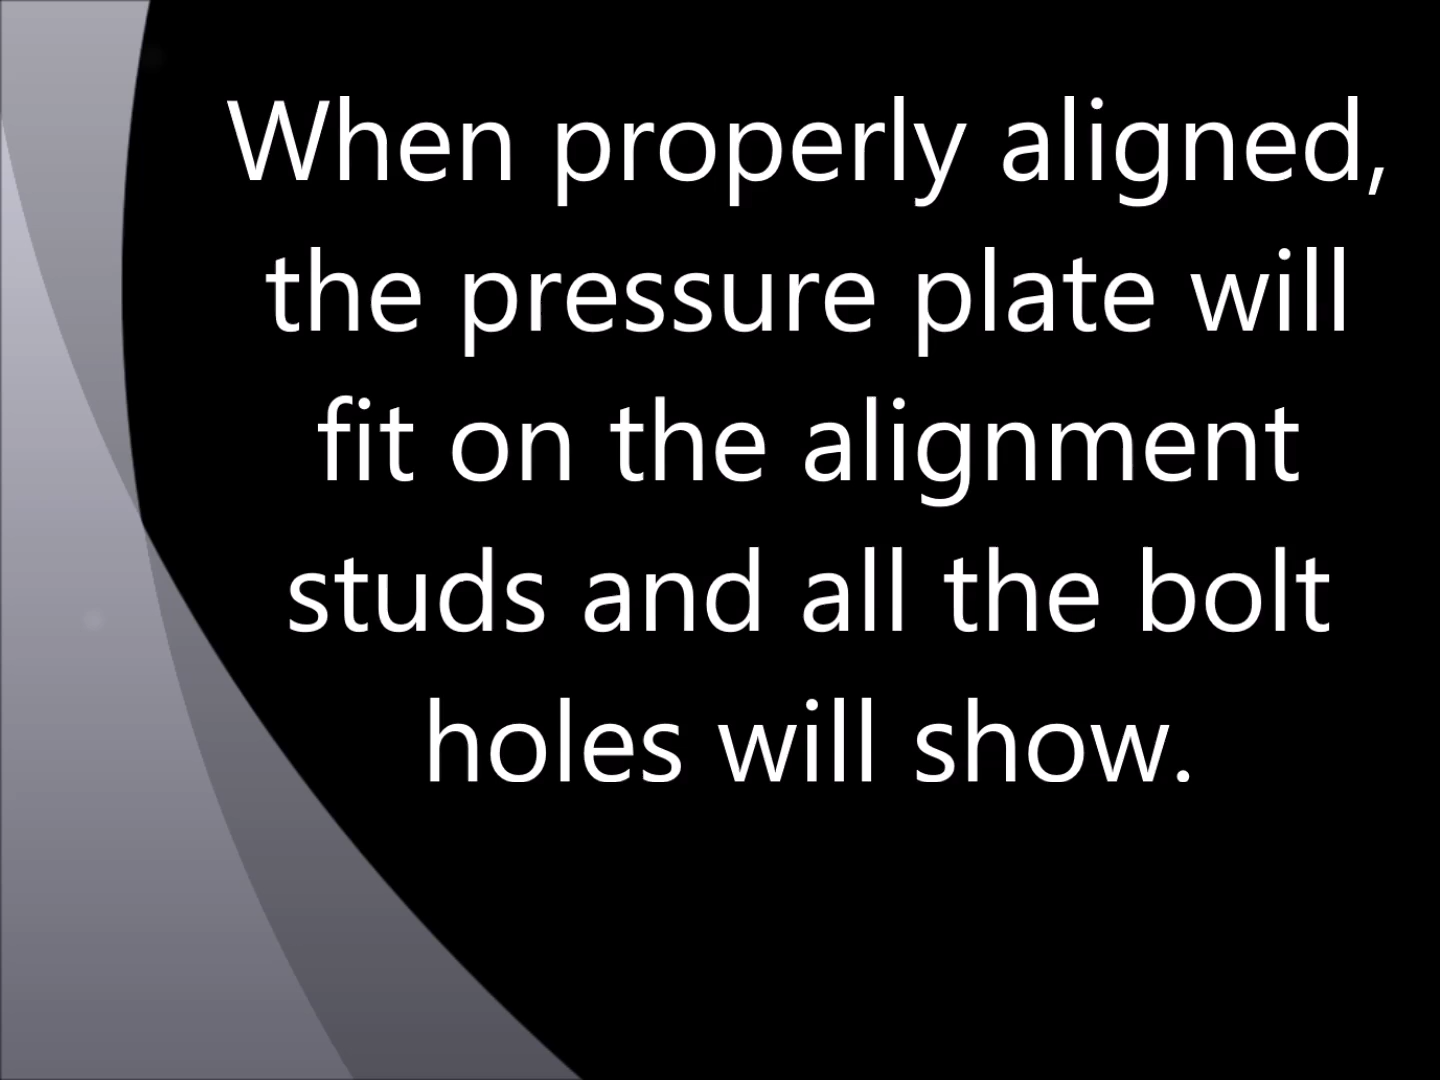 When properly aligned,
the pressure plate will
fit on the alignment
studs and all the bolt
holes will show.